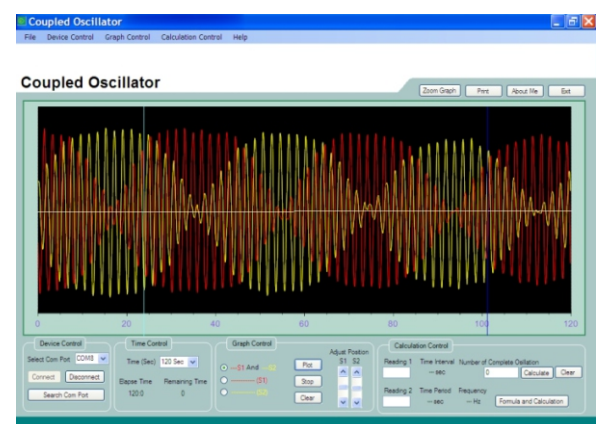 Coupled Oscillator
File Device Control Graph Control Calculation Control Help
Coupled Oscillator
Zoom Graph Print About Me Exit
0 20 40 60 80 100 120
Device Control Time Control Graph Control Calculation Control
Adjust Position
S1 S2
Select Com Port COM8
Time (Sec) 120 Sec
---S1 And ---S2
Plot
Reading 1 Time Interval Number of Complete Osillation
--- sec 0 Calculate Clear
Connect Disconnect
Elapse Time Remaining Time
-------- (S1)
Stop
Search Com Port
120.0 0
-------- (S2)
Clear
Reading 2 Time Period Frequency
--- sec --- Hz Formula and Calculation